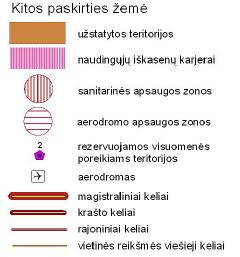 Kitos paskirties žemė
užstatytos teritorijos
naudingųjų iškasenų karjerai
sanitarinės apsaugos zonos
aerodromo apsaugos zonos
2
rezervuojamos visuomenės
poreikiams teritorijos
aerodromas
magistraliniai keliai
krašto keliai
rajoniniai keliai
vietinės reikšmės viešieji keliai